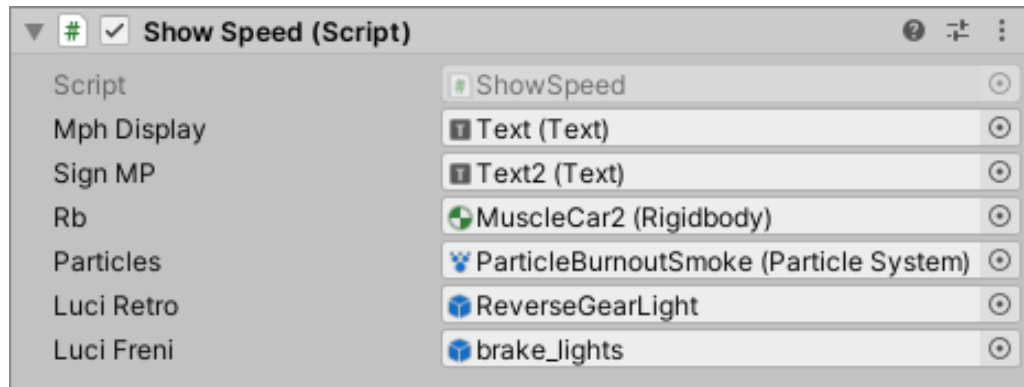 Show Speed (Script)
Script ShowSpeed
Mph Display Text (Text)
Sign MP Text2 (Text)
Rb MuscleCar2 (Rigidbody)
Particles ParticleBurnoutSmoke (Particle System)
Luci Retro ReverseGearLight
Luci Freni brake_lights